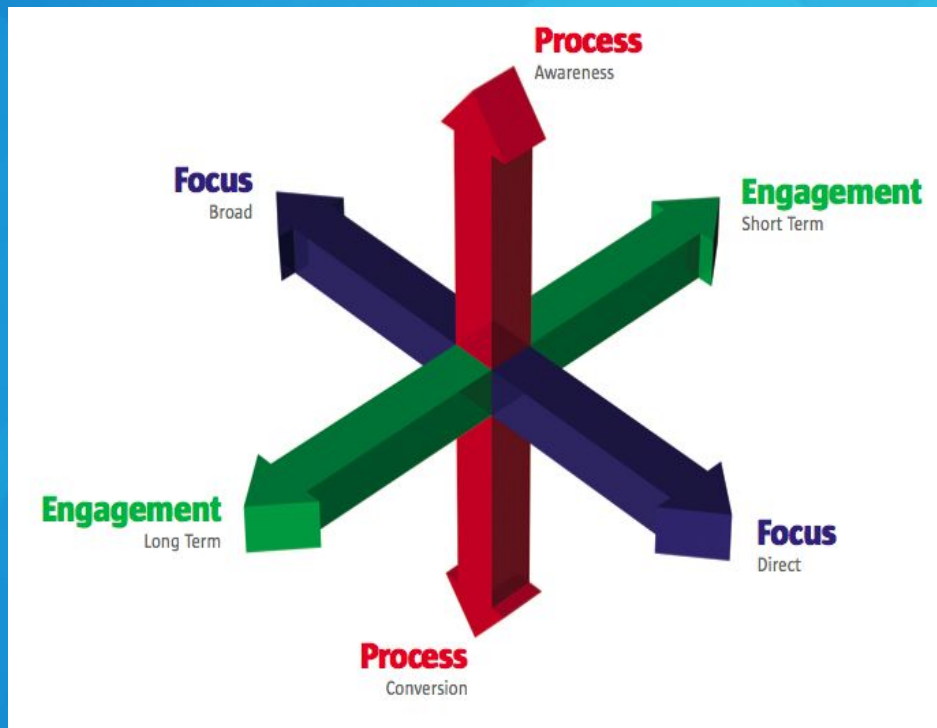 Process
Awareness
Focus
Broad
Engagement
Short Term
Engagement
Long Term
Focus
Direct
Process
Conversion